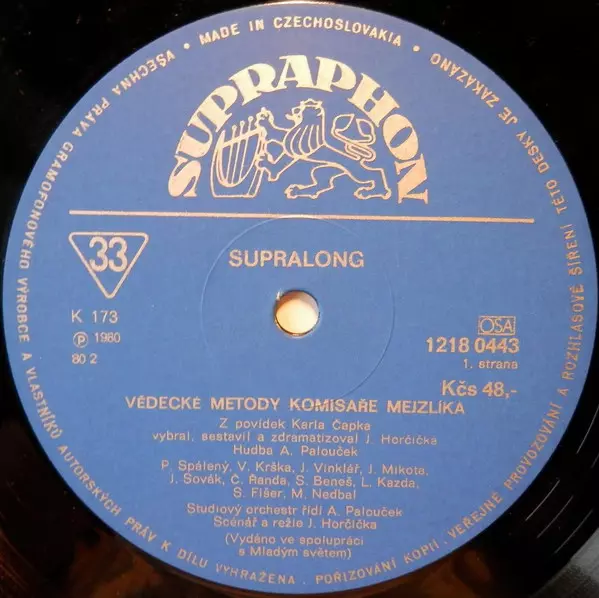 VŠECHNA PRÁVA GRAMOFONOVÉHO VÝROBCE A VLASTNÍKŮ AUTORSKÝCH PRÁV K DÍLU VYHRAŽENA. POŘIZOVÁNÍ KOPIÍ, VEŘEJNÉ PROVOZOVÁNÍ A ROZHLASOVÉ ŠÍŘENÍ TÉTO DESKY JE ZAKÁZÁNO
• MADE IN CZECHOSLOVAKIA •
SUPRAPHON
33
SUPRALONG
K 173
Ⓟ 1980
80 2
OSA
1218 0443
1. strana
Kčs 48,-
VĚDECKÉ METODY KOMISAŘE MEJZLÍKA
Z povídek Karla Čapka
vybral, sestavil a zdramatizoval J. Horčička
Hudba A. Palouček
P. Spálený, V. Krška, J. Vinklář, J. Mikota,
J. Sovák, Č. Řanda, S. Beneš, L. Kazda,
S. Fišer, M. Nedbal
Studiový orchestr řídí A. Palouček
Scénář a režie J. Horčička
(Vydáno ve spolupráci
s Mladým světem)